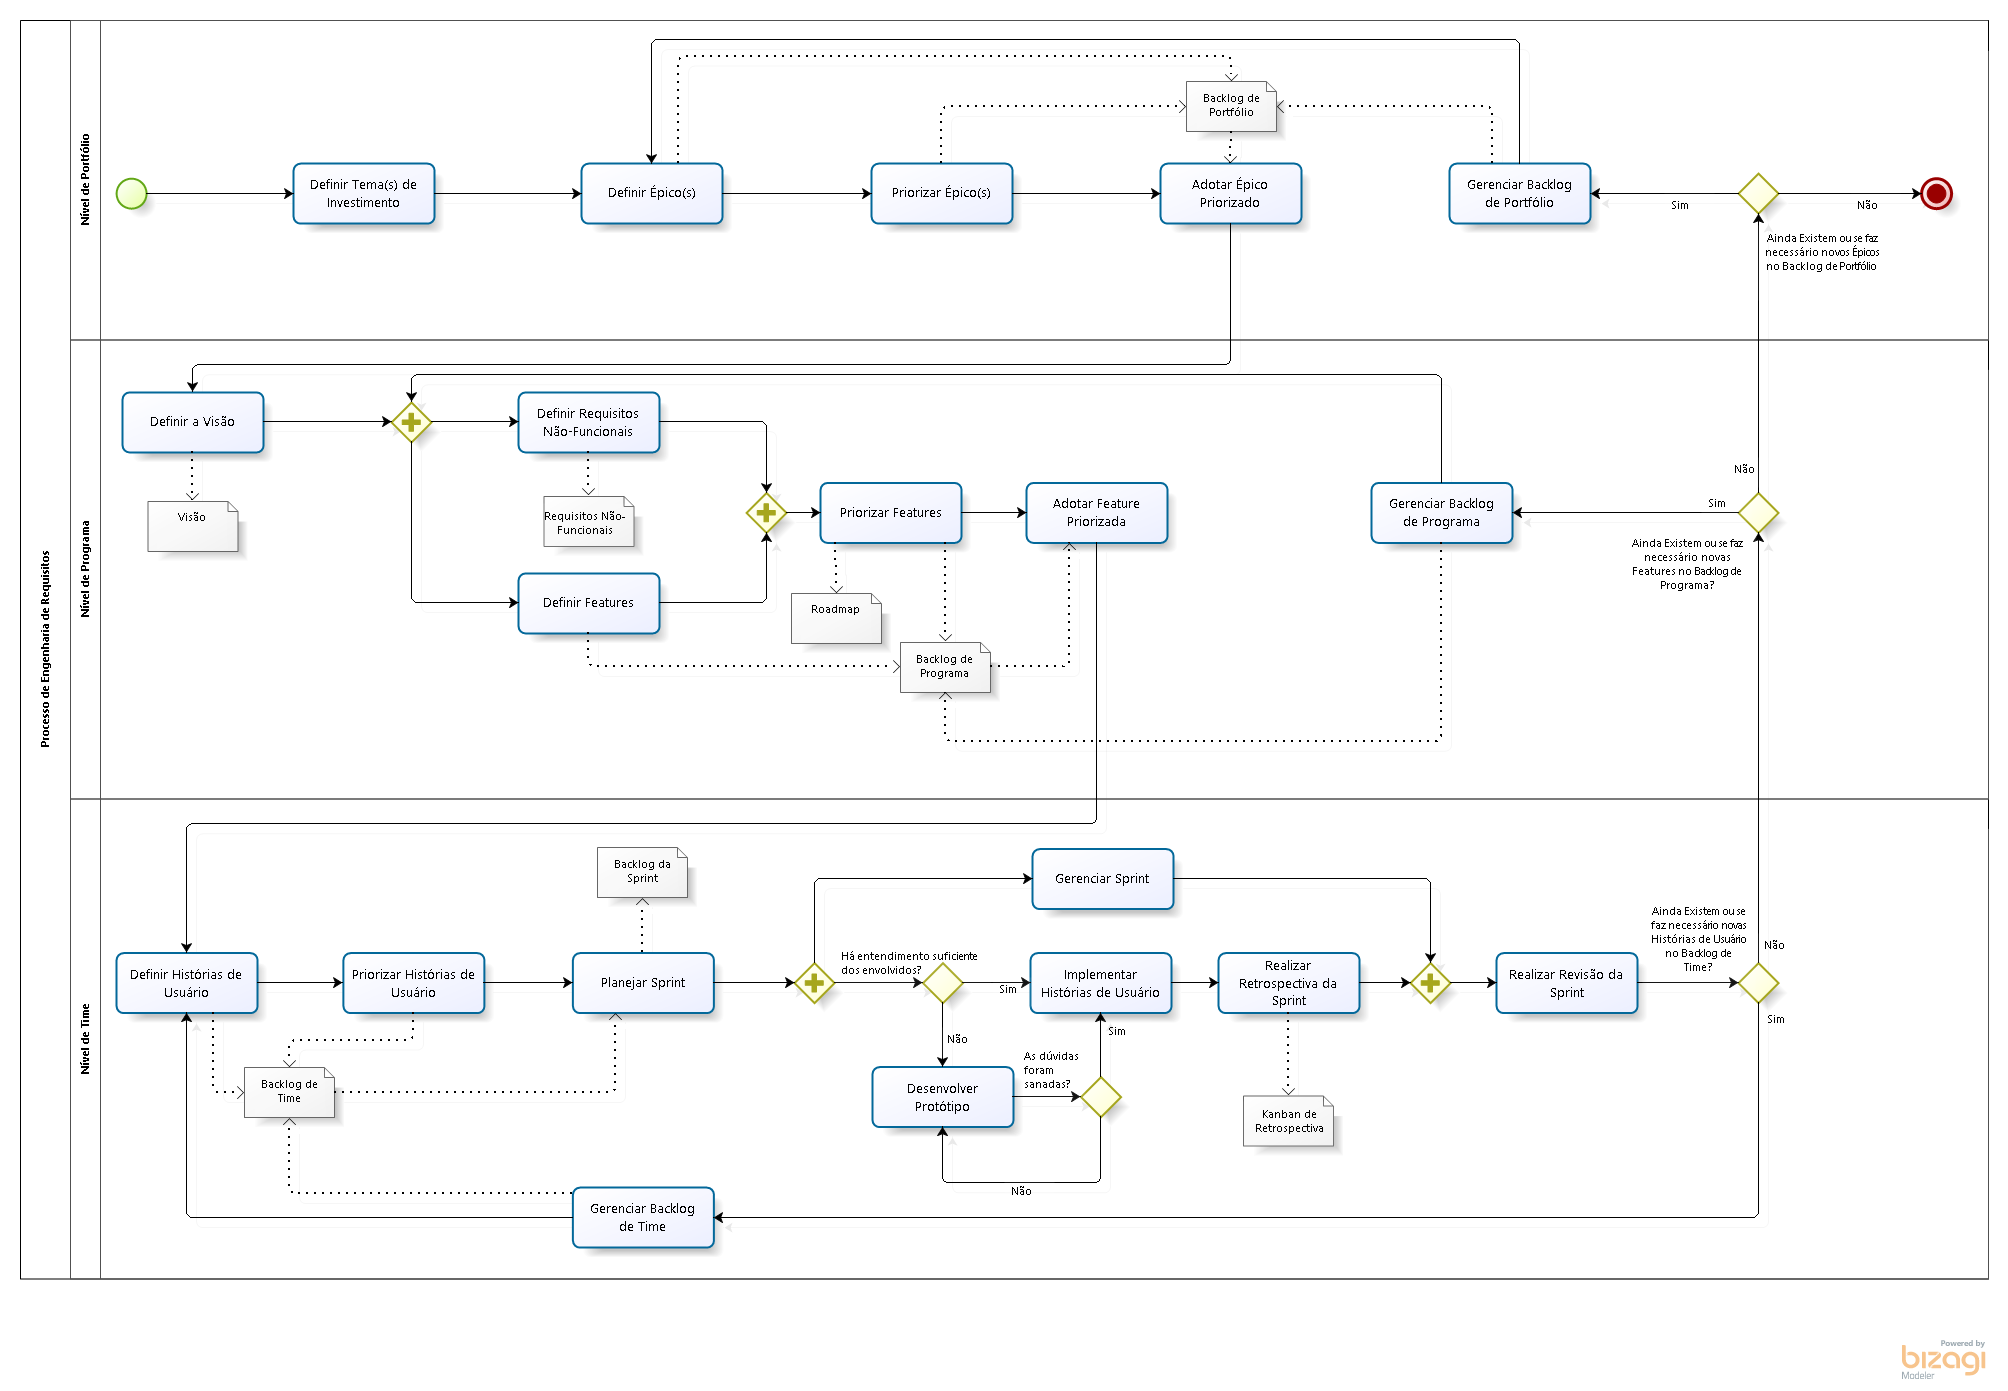 Processo de Engenharia de Requisitos
Nível de Portfólio
Definir Tema(s) de
Investimento
Definir Épico(s)
Priorizar Épico(s)
Backlog de
Portfólio
Adotar Épico
Priorizado
Gerenciar Backlog
de Portfólio
Sim
Não
Ainda Existem ou se faz
necessário novos Épicos
no Backlog de Portfólio
Nível de Programa
Definir a Visão
Visão
Definir Requisitos
Não-Funcionais
Requisitos Não-
Funcionais
Definir Features
Priorizar Features
Roadmap
Backlog de
Programa
Adotar Feature
Priorizada
Gerenciar Backlog
de Programa
Não
Sim
Ainda Existem ou se faz
necessário novas
Features no Backlog de
Programa?
Nível de Time
Definir Histórias de
Usuário
Priorizar Histórias de
Usuário
Backlog de
Time
Backlog da
Sprint
Planejar Sprint
Gerenciar Backlog
de Time
Gerenciar Sprint
Há entendimento suficiente
dos envolvidos?
Sim
Não
Desenvolver
Protótipo
As dúvidas
foram
sanadas?
Sim
Não
Implementar
Histórias de Usuário
Realizar
Retrospectiva da
Sprint
Kanban de
Retrospectiva
Realizar Revisão da
Sprint
Ainda Existem ou se
faz necessário novas
Histórias de Usuário
no Backlog de
Time?
Não
Sim
Powered by
bizagi
Modeler